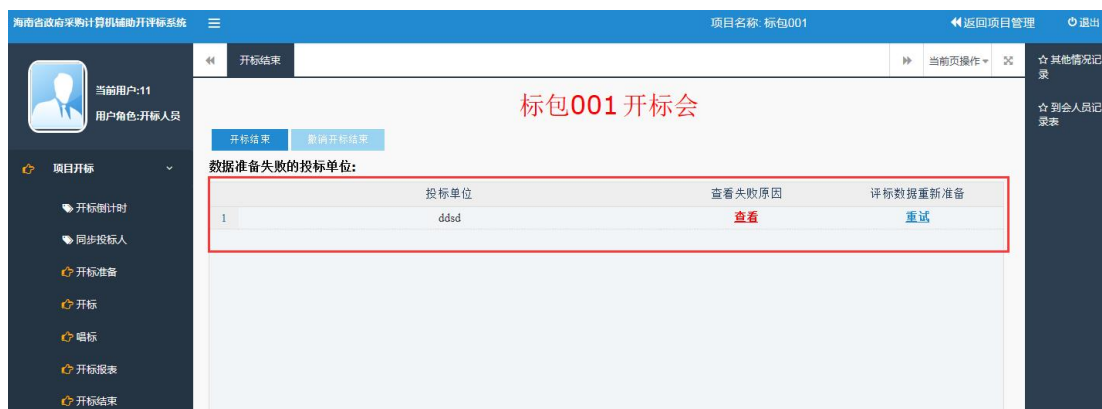 海南省政府采购计算机辅助开评标系统
项目名称: 标包001
返回项目管理
退出
当前用户:11
用户角色:开标人员
开标结束
当前页操作
其他情况记录
到会人员记录表
标包001 开标会
开标结束
撤消开标结束
数据准备失败的投标单位:
投标单位
查看失败原因
评标数据重新准备
1
ddsd
查看
重试
项目开标
开标倒计时
同步投标人
开标准备
开标
唱标
开标报表
开标结束